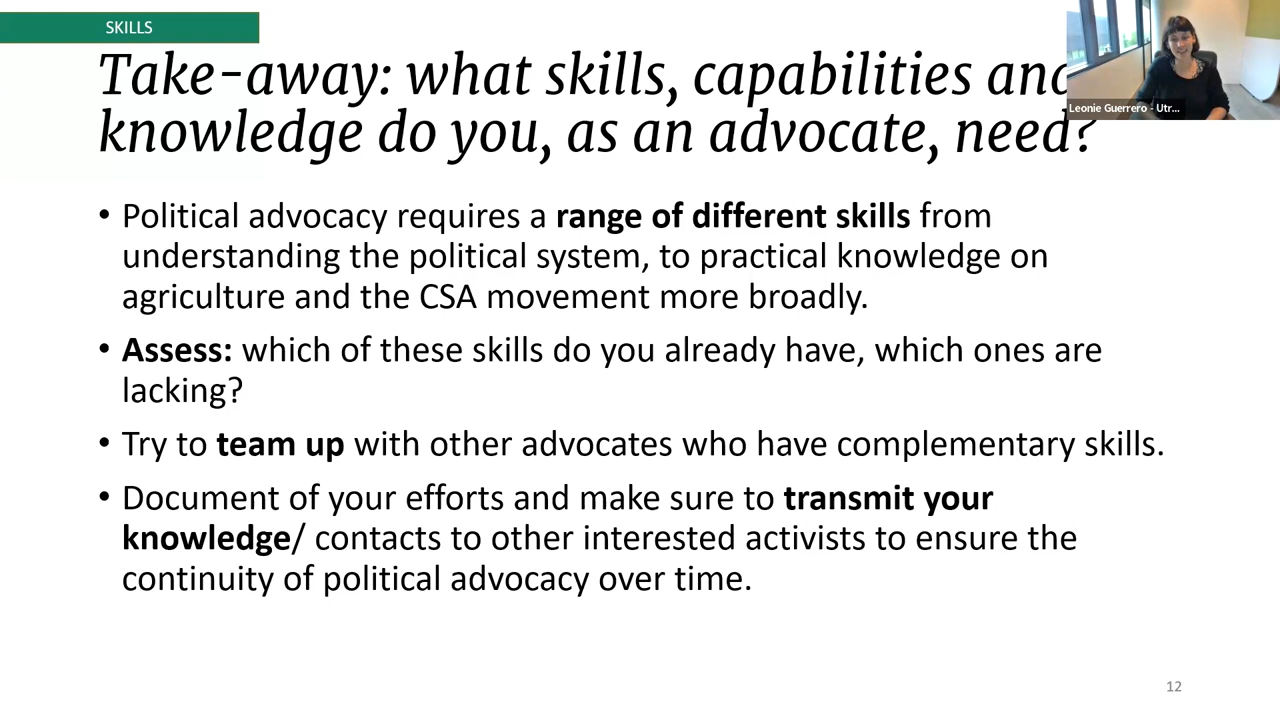 SKILLS
Take-away: what skills, capabilities and
knowledge do you, as an advocate, need?
Leonie Guerrero - Utr...
• Political advocacy requires a range of different skills from
understanding the political system, to practical knowledge on
agriculture and the CSA movement more broadly.
• Assess: which of these skills do you already have, which ones are
lacking?
• Try to team up with other advocates who have complementary skills.
• Document of your efforts and make sure to transmit your
knowledge/ contacts to other interested activists to ensure the
continuity of political advocacy over time.
12